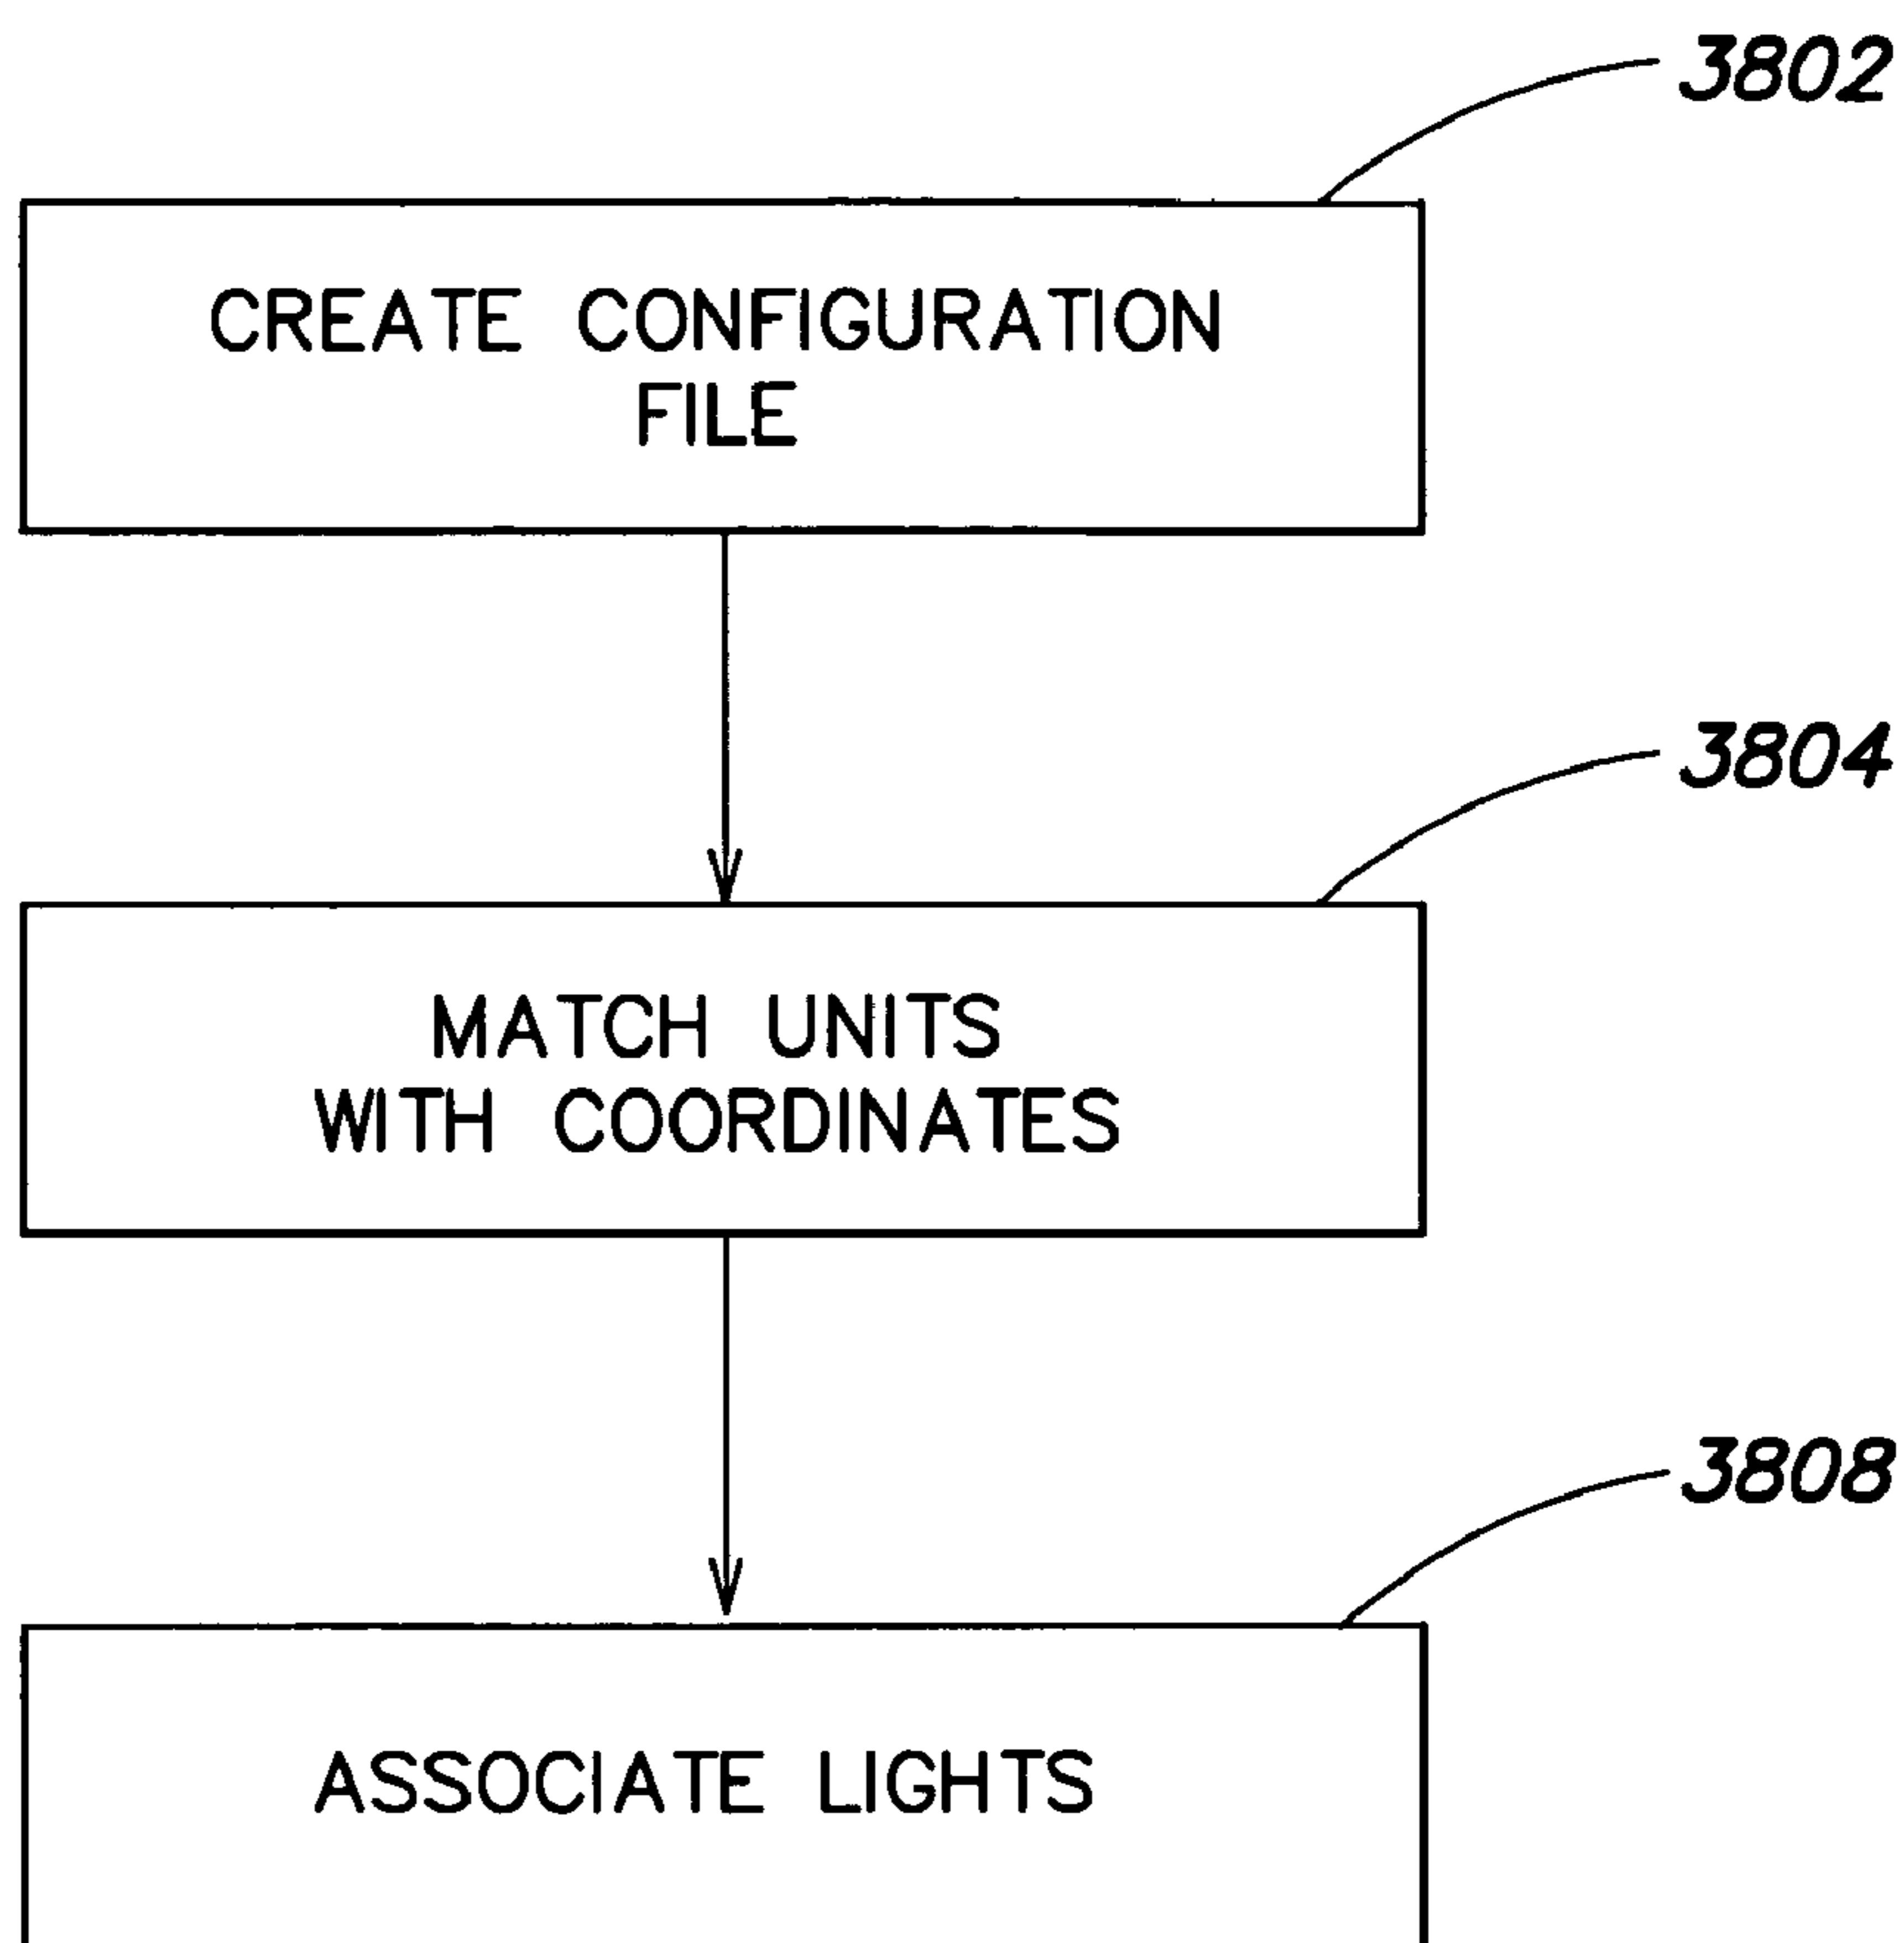 3802
CREATE CONFIGURATION
FILE
3804
MATCH UNITS
WITH COORDINATES
3808
ASSOCIATE LIGHTS